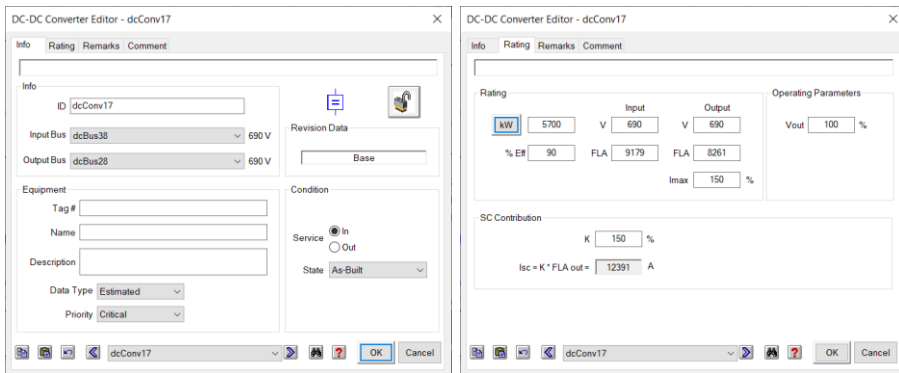 DC-DC Converter Editor - dcConv17
Info Rating Remarks Comment
Info
ID dcConv17
Input Bus dcBus38 690 V
Output Bus dcBus28 690 V
Revision Data
Base
Equipment
Tag #
Name
Description
Data Type Estimated
Priority Critical
Condition
Service In
Out
State As-Built
dcConv17 ? OK Cancel
DC-DC Converter Editor - dcConv17
Info Rating Remarks Comment
Rating
Input Output
kW 5700 V 690 V 690
% Eff 90 FLA 9179 FLA 8261
Imax 150 %
Operating Parameters
Vout 100 %
SC Contribution
K 150 %
Isc = K * FLA out = 12391 A
dcConv17 ? OK Cancel